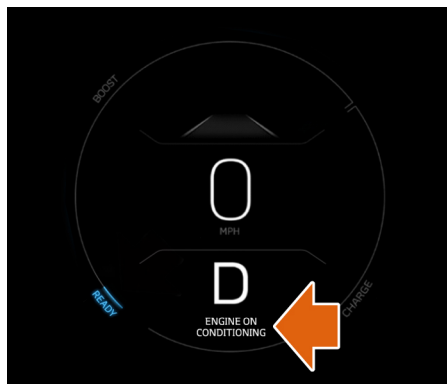 BOOST
0
MPH
D
READY
CHARGE
ENGINE ON
CONDITIONING